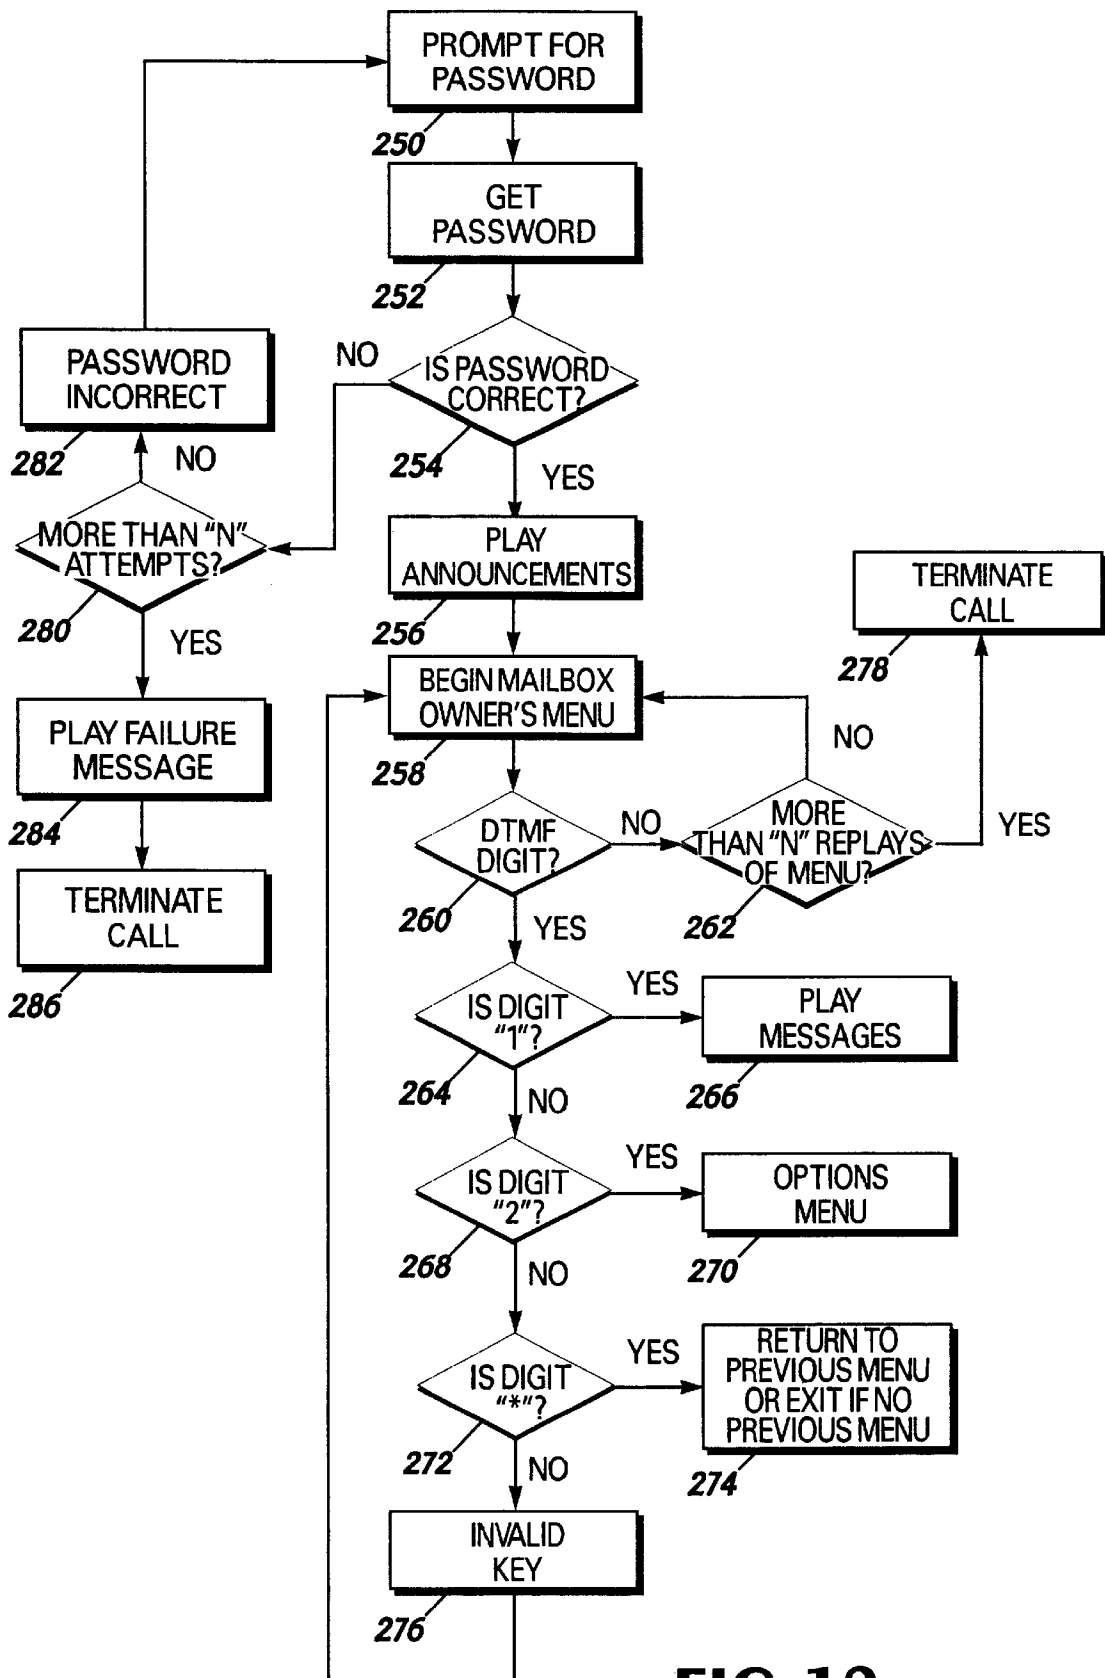 PROMPT FOR
PASSWORD
250
GET
PASSWORD
252
PASSWORD
INCORRECT
282
NO
IS PASSWORD
CORRECT?
254
NO
YES
MORE THAN “N”
ATTEMPTS?
280
YES
PLAY
ANNOUNCEMENTS
256
TERMINATE
CALL
278
PLAY FAILURE
MESSAGE
284
BEGIN MAILBOX
OWNER'S MENU
258
NO
DTMF
DIGIT?
260
NO
MORE
THAN “N” REPLAYS
OF MENU?
262
YES
TERMINATE
CALL
286
YES
IS DIGIT
“1”?
264
YES
PLAY
MESSAGES
266
NO
IS DIGIT
“2”?
268
YES
OPTIONS
MENU
270
NO
IS DIGIT
“*”?
272
YES
RETURN TO
PREVIOUS MENU
OR EXIT IF NO
PREVIOUS MENU
274
NO
INVALID
KEY
276